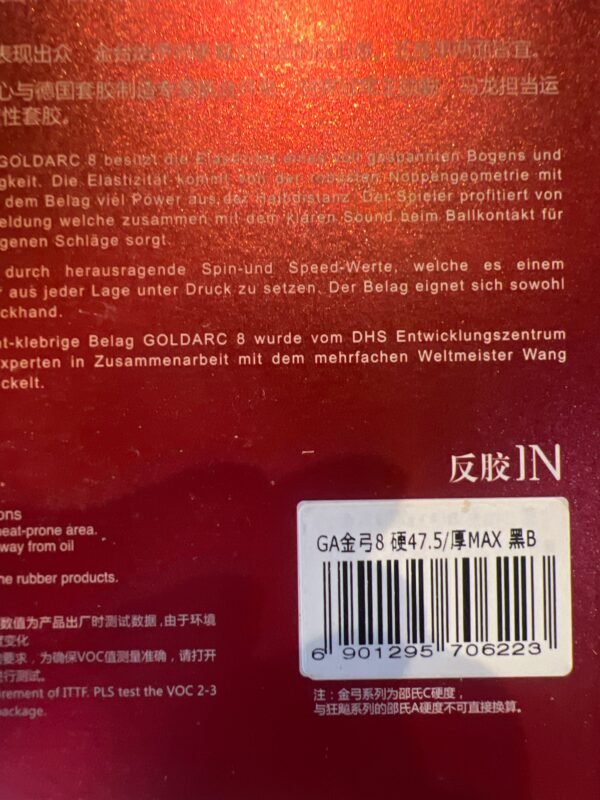 表现出众
心与德国套胶制造专家 马龙担当运
性套胶。
GOLDARC 8 besitzt die Elastizität eines gespannten Bogens und
gkeit. Die Elastizität kommt von der robusten Noppengeometrie mit
dem Belag viel Power aus der Halbdistanz. Der Spieler profitiert von
eldung welche zusammen mit dem klaren Sound beim Ballkontakt für
genen Schläge sorgt.
durch herausragende Spin-und Speed-Werte, welche es einem
aus jeder Lage unter Druck zu setzen. Der Belag eignet sich sowohl
ckhand.
ht-klebrige Belag GOLDARC 8 wurde vom DHS Entwicklungszentrum
xperten in Zusammenarbeit mit dem mehrfachen Weltmeister Wang
ckelt.
反胶IN
GA金弓8 硬47.5/厚MAX 黑B
6 901295 706223
注：金弓系列为邵氏C硬度，
与狂飚系列的邵氏A硬度不可直接换算。
ons
heat-prone area.
way from oil
he rubber products.
数值为产品出厂时测试数据,由于环境
度变化
要求，为确保VOC值测量准确，请打开
进行测试。
irement of ITTF. PLS test the VOC 2-3
package.